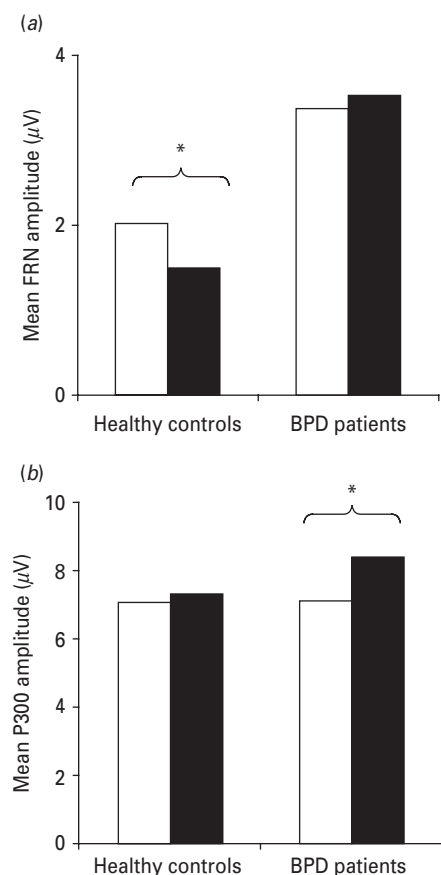 (a)
4
2
0
Mean FRN amplitude (μV)
*
Healthy controls BPD patients
(b)
10
8
6
4
2
0
Mean P300 amplitude (μV)
*
Healthy controls BPD patients